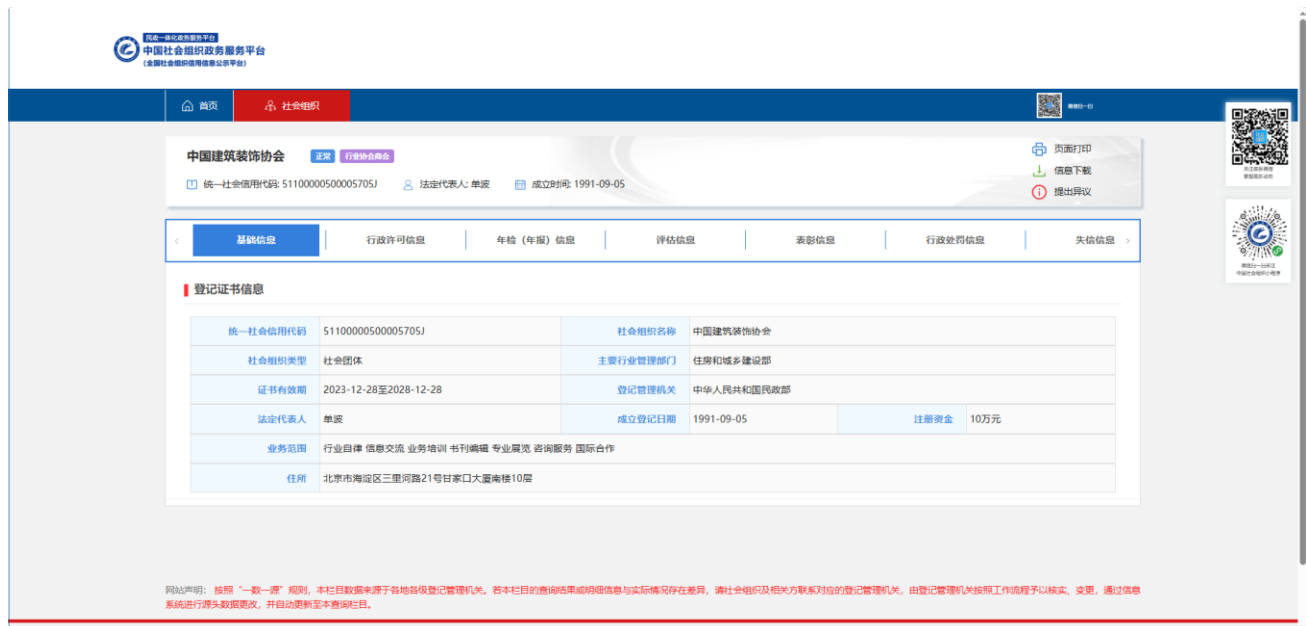 民政一体化政务服务平台
中国社会组织政务服务平台
(全国社会组织信用信息公示平台)
首页 社会组织 微信扫一扫
中国建筑装饰协会 正常 行业协会商会
统一社会信用代码: 51100000500005705J 法定代表人: 单波 成立时间: 1991-09-05
页面打印
信息下载
提出异议
基础信息 行政许可信息 年检（年报）信息 评估信息 表彰信息 行政处罚信息 失信信息
登记证书信息
统一社会信用代码 51100000500005705J 社会组织名称 中国建筑装饰协会
社会组织类型 社会团体 主要行业管理部门 住房和城乡建设部
证书有效期 2023-12-28至2028-12-28 登记管理机关 中华人民共和国民政部
法定代表人 单波 成立登记日期 1991-09-05 注册资金 10万元
业务范围 行业自律 信息交流 业务培训 书刊编辑 专业展览 咨询服务 国际合作
住所 北京市海淀区三里河路21号甘家口大厦南楼10层
微信扫一扫关注
中国社会组织小程序
网站声明: 按照“一数一源”规则，本栏目数据来源于各地各级登记管理机关。若本栏目的查询结果或明细信息与实际情况存在差异，请社会组织及相关方联系对应的登记管理机关，由登记管理机关按照工作流程予以核实、变更，通过信息
系统进行源头数据更改，并自动更新至本查询栏目。